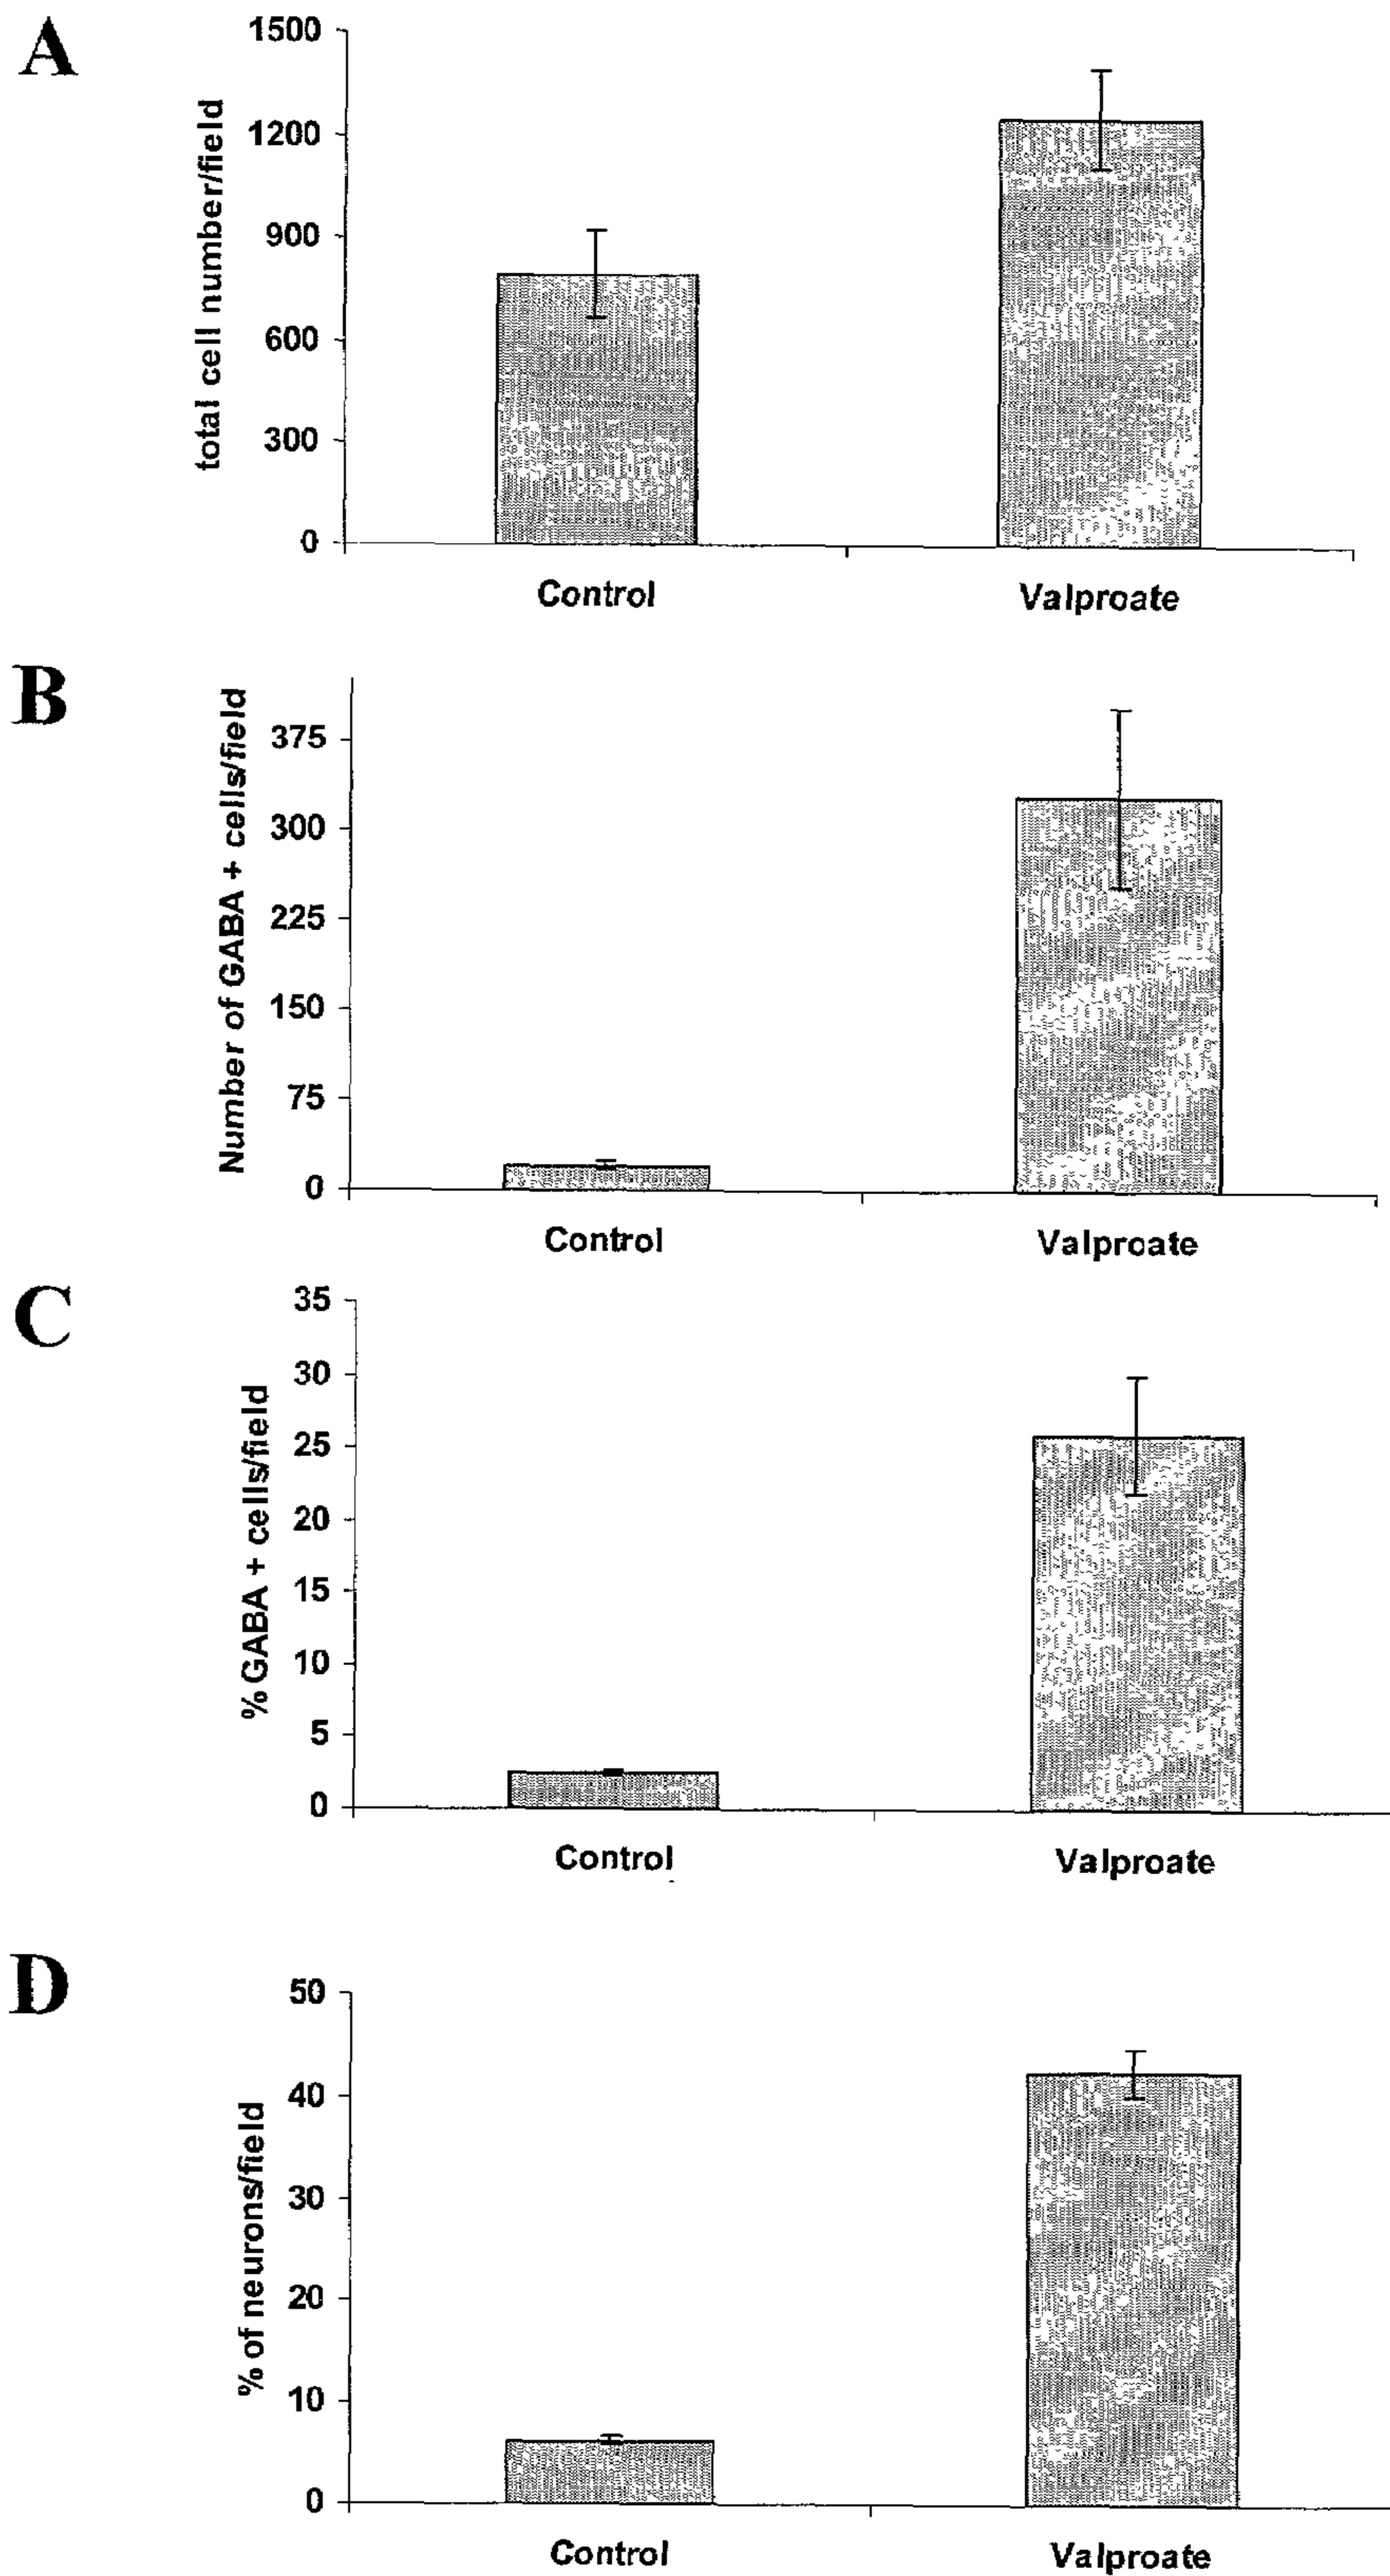 A
total cell number/field
1500
1200
900
600
300
0
Control Valproate
B
Number of GABA + cells/field
375
300
225
150
75
0
Control Valproate
C
% GABA + cells/field
35
30
25
20
15
10
5
0
Control Valproate
D
% of neurons/field
50
40
30
20
10
0
Control Valproate